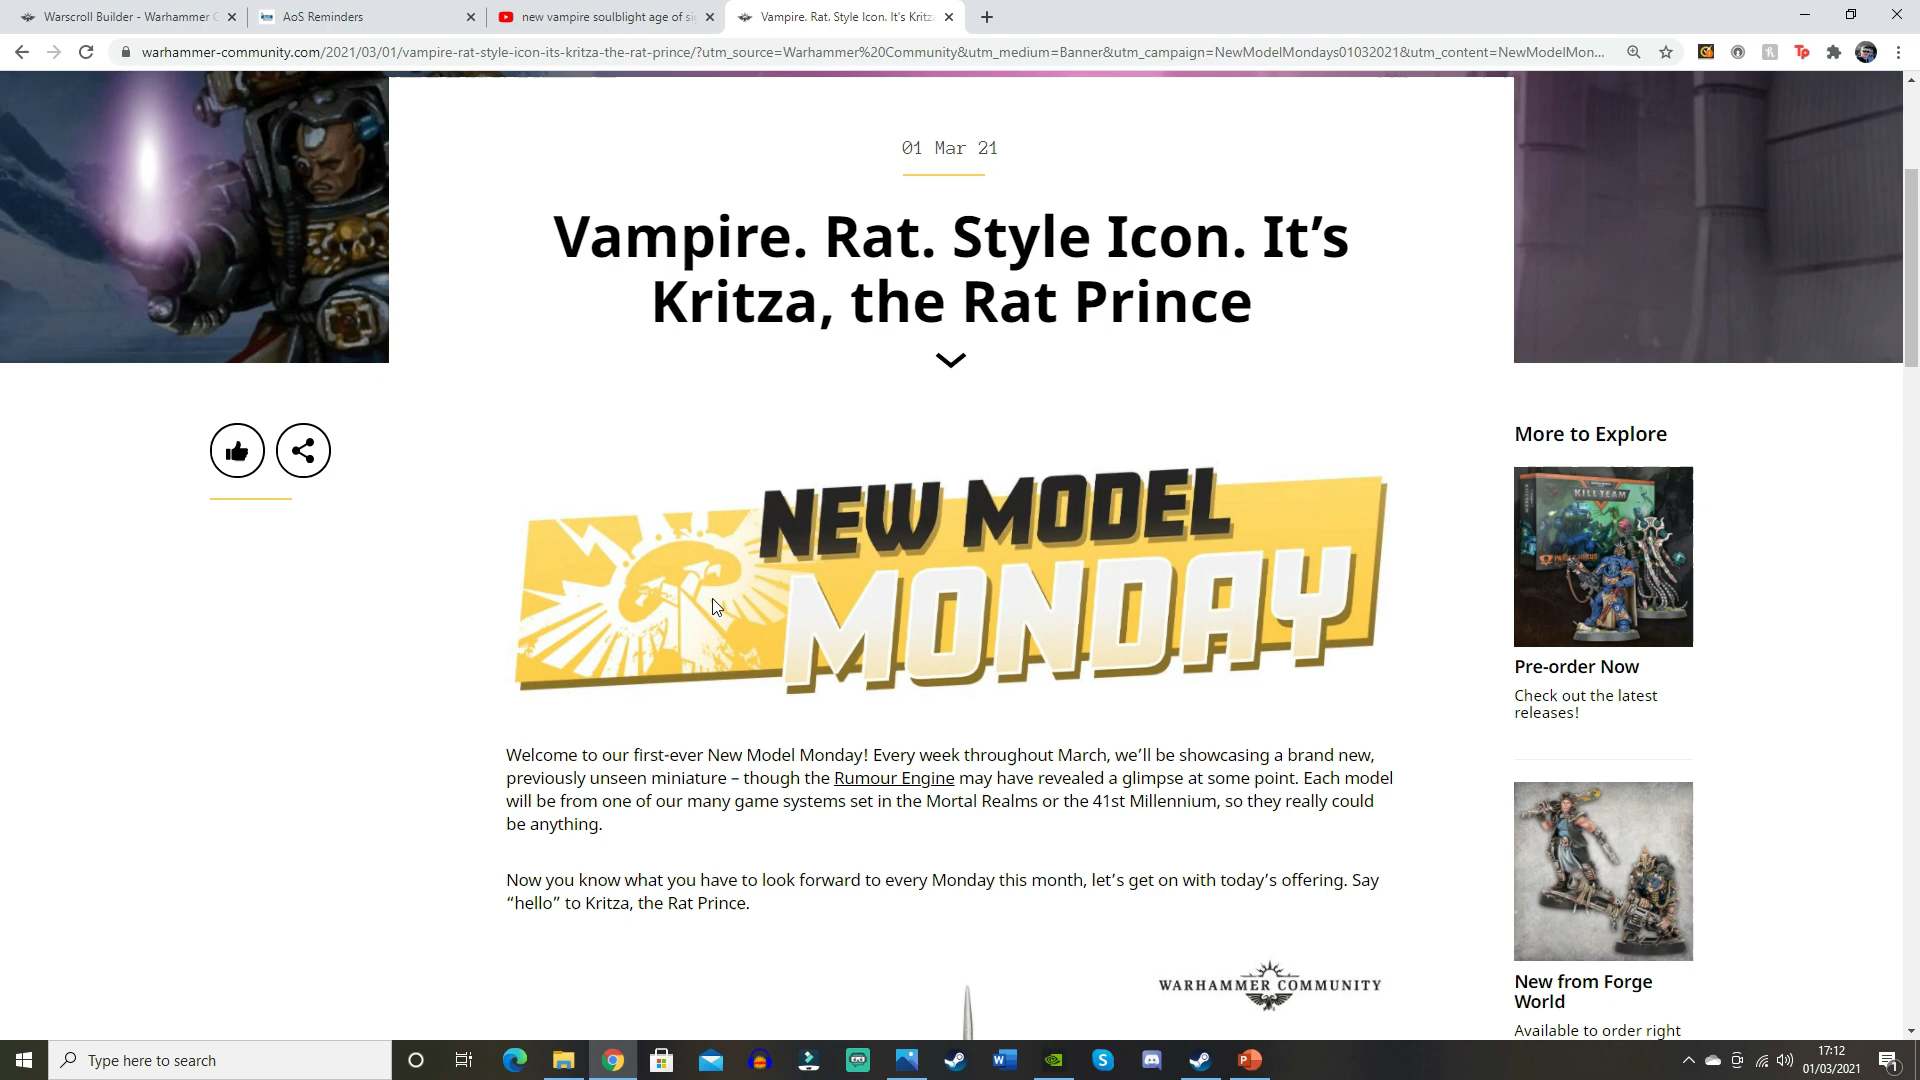 Warscroll Builder - Warhammer
AoS Reminders
new vampire soulblight age of si
Vampire. Rat. Style Icon. It's Kritz
warhammer-community.com/2021/03/01/vampire-rat-style-icon-its-kritza-the-rat-prince/?utm_source=Warhammer%20Community&utm_medium=Banner&utm_campaign=NewModelMondays01032021&utm_content=NewModelMon...
01 Mar 21
Vampire. Rat. Style Icon. It’s
Kritza, the Rat Prince
More to Explore
KILL TEAM
NEW MODEL
MONDAY
Pre-order Now
Check out the latest
releases!
Welcome to our first-ever New Model Monday! Every week throughout March, we’ll be showcasing a brand new,
previously unseen miniature – though the Rumour Engine may have revealed a glimpse at some point. Each model
will be from one of our many game systems set in the Mortal Realms or the 41st Millennium, so they really could
be anything.
Now you know what you have to look forward to every Monday this month, let’s get on with today’s offering. Say
“hello” to Kritza, the Rat Prince.
WARHAMMER COMMUNITY
New from Forge
World
Available to order right
Type here to search
17:12
01/03/2021
1